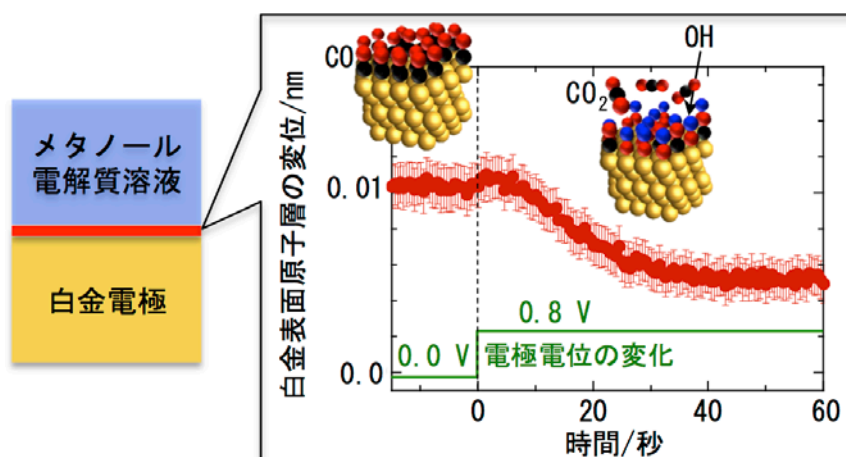 メタノール
電解質溶液
白金電極
白金表面原子層の変位/nm
CO
OH
CO2
0.01
0.0
0.8 V
0.0 V
電極電位の変化
0
20
40
60
時間/秒